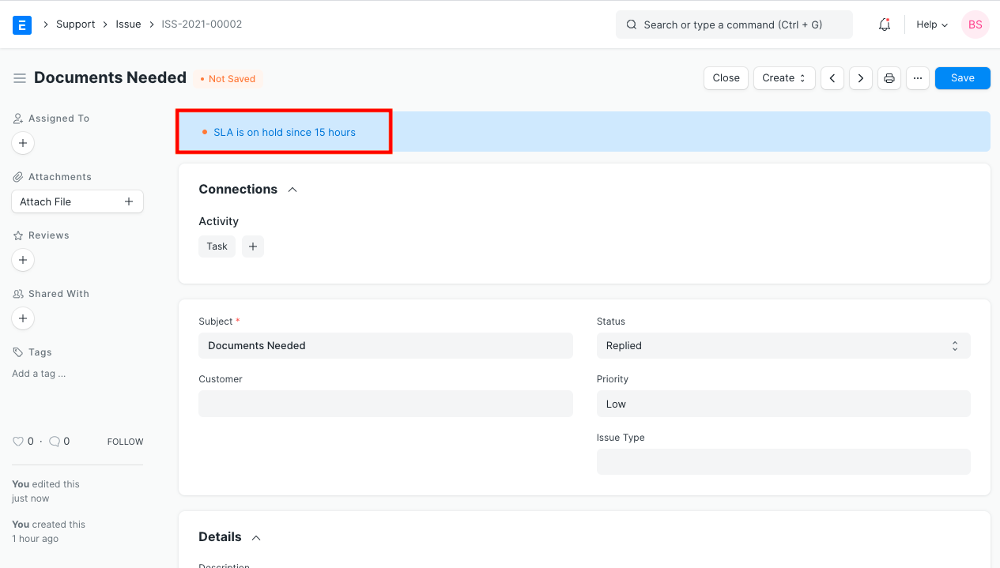 E
Support
Issue
ISS-2021-00002
Search or type a command (Ctrl + G)
Help
BS
Documents Needed
Not Saved
Close
Create
Save
Assigned To
Attachments
Attach File
Reviews
Shared With
Tags
Add a tag ...
0 · 0
FOLLOW
You edited this
just now
You created this
1 hour ago
SLA is on hold since 15 hours
Connections
Activity
Task
Subject *
Documents Needed
Customer
Status
Replied
Priority
Low
Issue Type
Details
Description